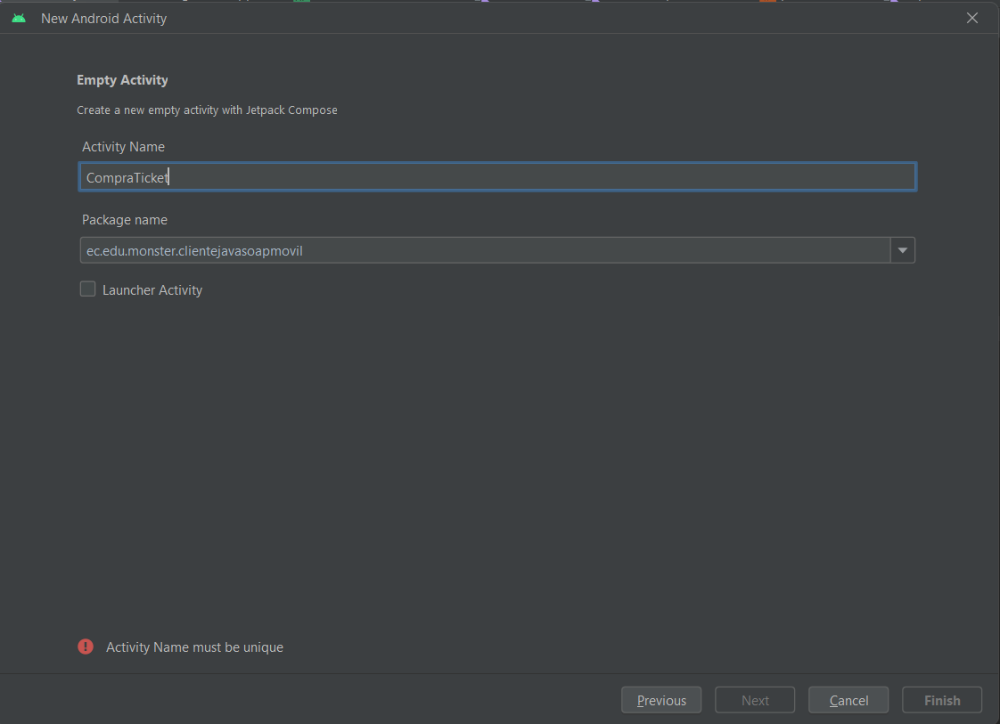 New Android Activity
Empty Activity
Create a new empty activity with Jetpack Compose
Activity Name
CompraTicket
Package name
ec.edu.monster.clientejavasoapmovil
Launcher Activity
Activity Name must be unique
Previous
Next
Cancel
Finish